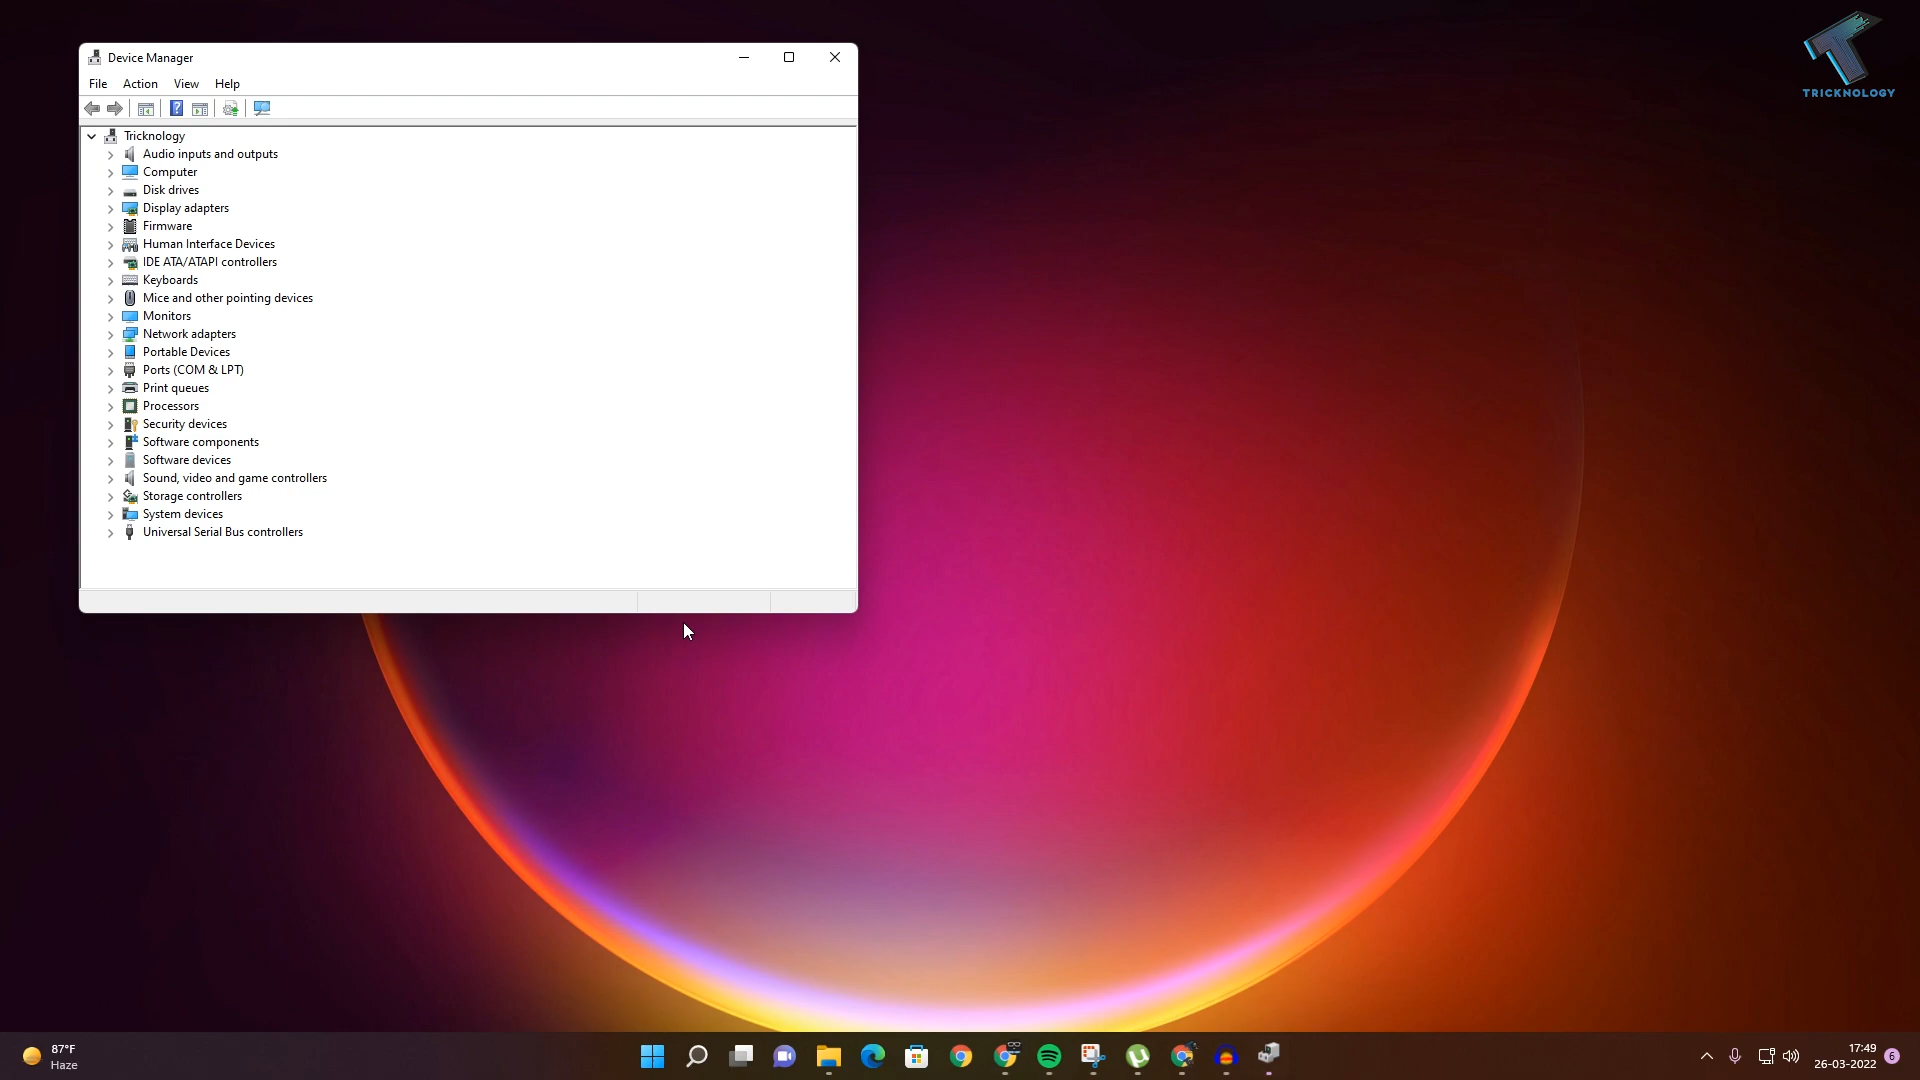 Device Manager
File Action View Help
Tricknology
Audio inputs and outputs
Computer
Disk drives
Display adapters
Firmware
Human Interface Devices
IDE ATA/ATAPI controllers
Keyboards
Mice and other pointing devices
Monitors
Network adapters
Portable Devices
Ports (COM & LPT)
Print queues
Processors
Security devices
Software components
Software devices
Sound, video and game controllers
Storage controllers
System devices
Universal Serial Bus controllers
TRICKNOLOGY
87°F
Haze
17:49
26-03-2022
6